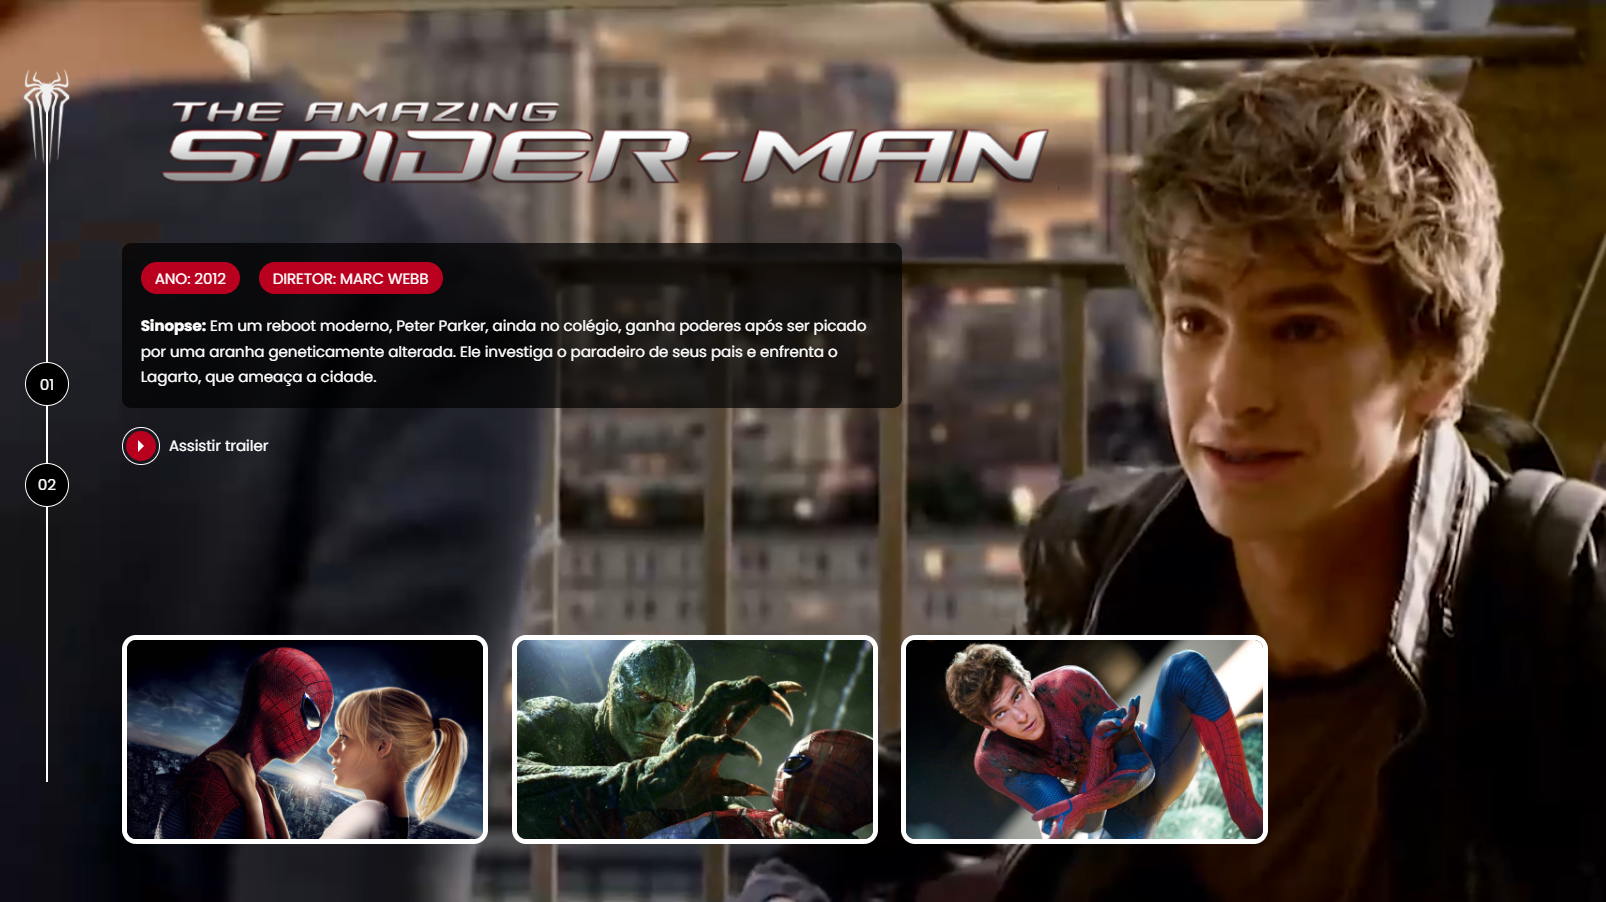 THE AMAZING
SPIDER-MAN
ANO: 2012
DIRETOR: MARC WEBB
Sinopse: Em um reboot moderno, Peter Parker, ainda no colégio, ganha poderes após ser picado
por uma aranha geneticamente alterada. Ele investiga o paradeiro de seus pais e enfrenta o
Lagarto, que ameaça a cidade.
01
Assistir trailer
02